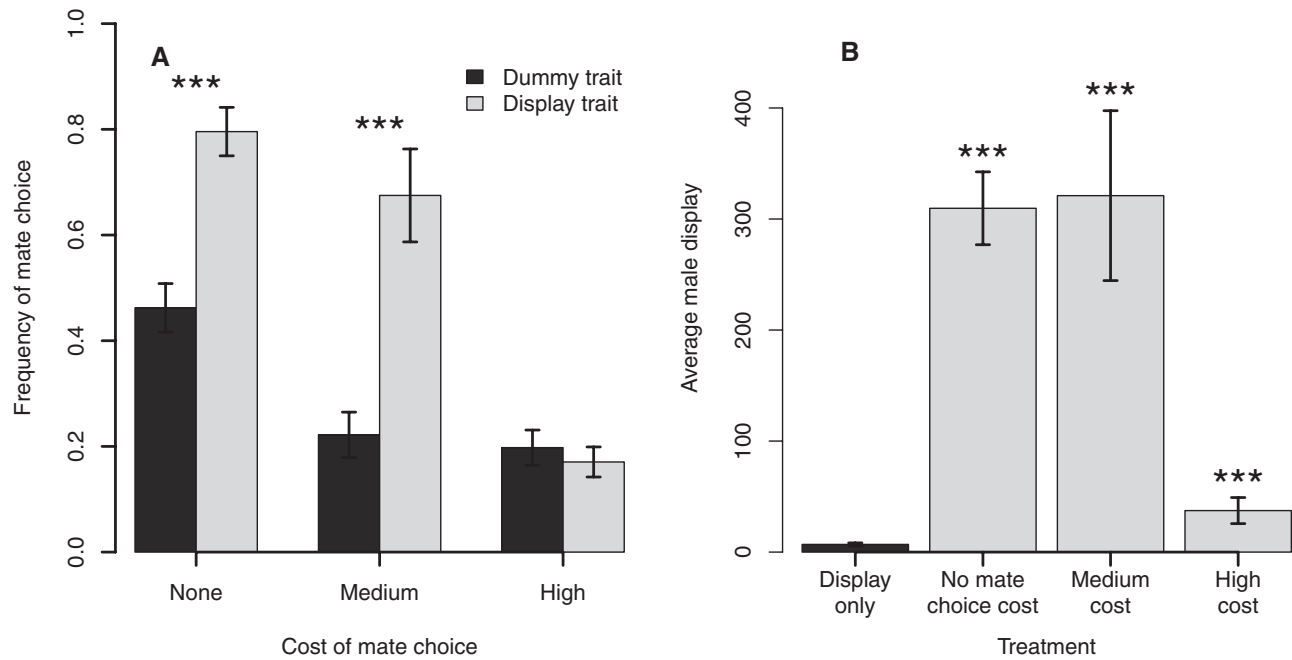 A
***
***
Dummy trait
Display trait
Frequency of mate choice
1.0
0.8
0.6
0.4
0.2
0.0
None
Medium
High
Cost of mate choice
B
***
***
***
Average male display
400
300
200
100
0
Display only
No mate choice cost
Medium cost
High cost
Treatment